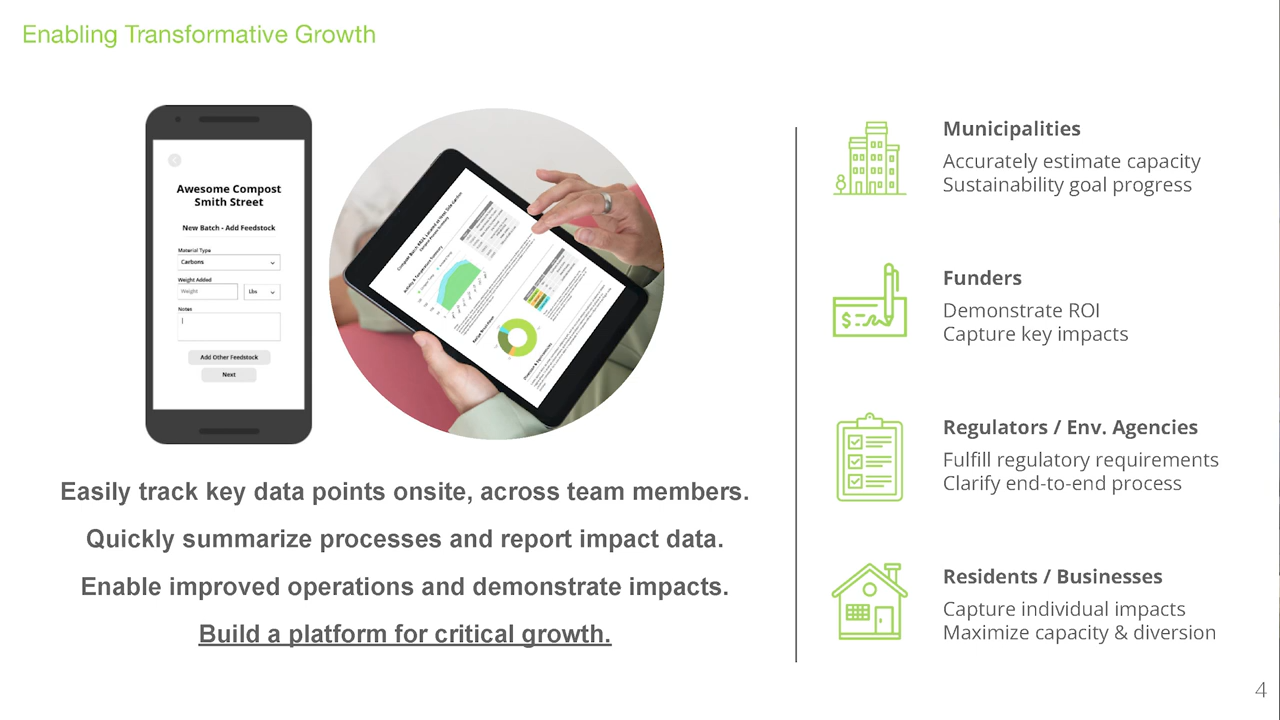 Enabling Transformative Growth
Awesome Compost
Smith Street
New Batch - Add Feedstock
Material Type
Carbons
Weight Added
Weight
Lbs
Notes
Add Other Feedstock
Next
Easily track key data points onsite, across team members.
Quickly summarize processes and report impact data.
Enable improved operations and demonstrate impacts.
Build a platform for critical growth.
Municipalities
Accurately estimate capacity
Sustainability goal progress
Funders
Demonstrate ROI
Capture key impacts
Regulators / Env. Agencies
Fulfill regulatory requirements
Clarify end-to-end process
Residents / Businesses
Capture individual impacts
Maximize capacity & diversion
4